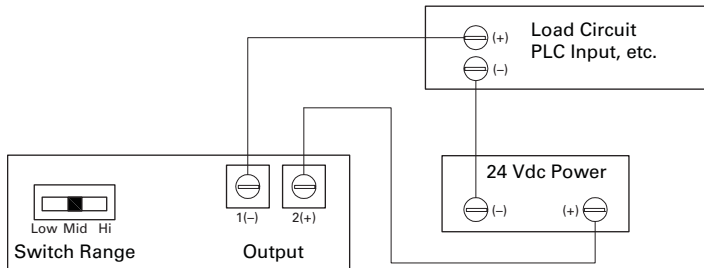 Load Circuit
PLC Input, etc.
(+)
(–)
24 Vdc Power
(–)
(+)
1(–)
2(+)
Low Mid Hi
Switch Range
Output